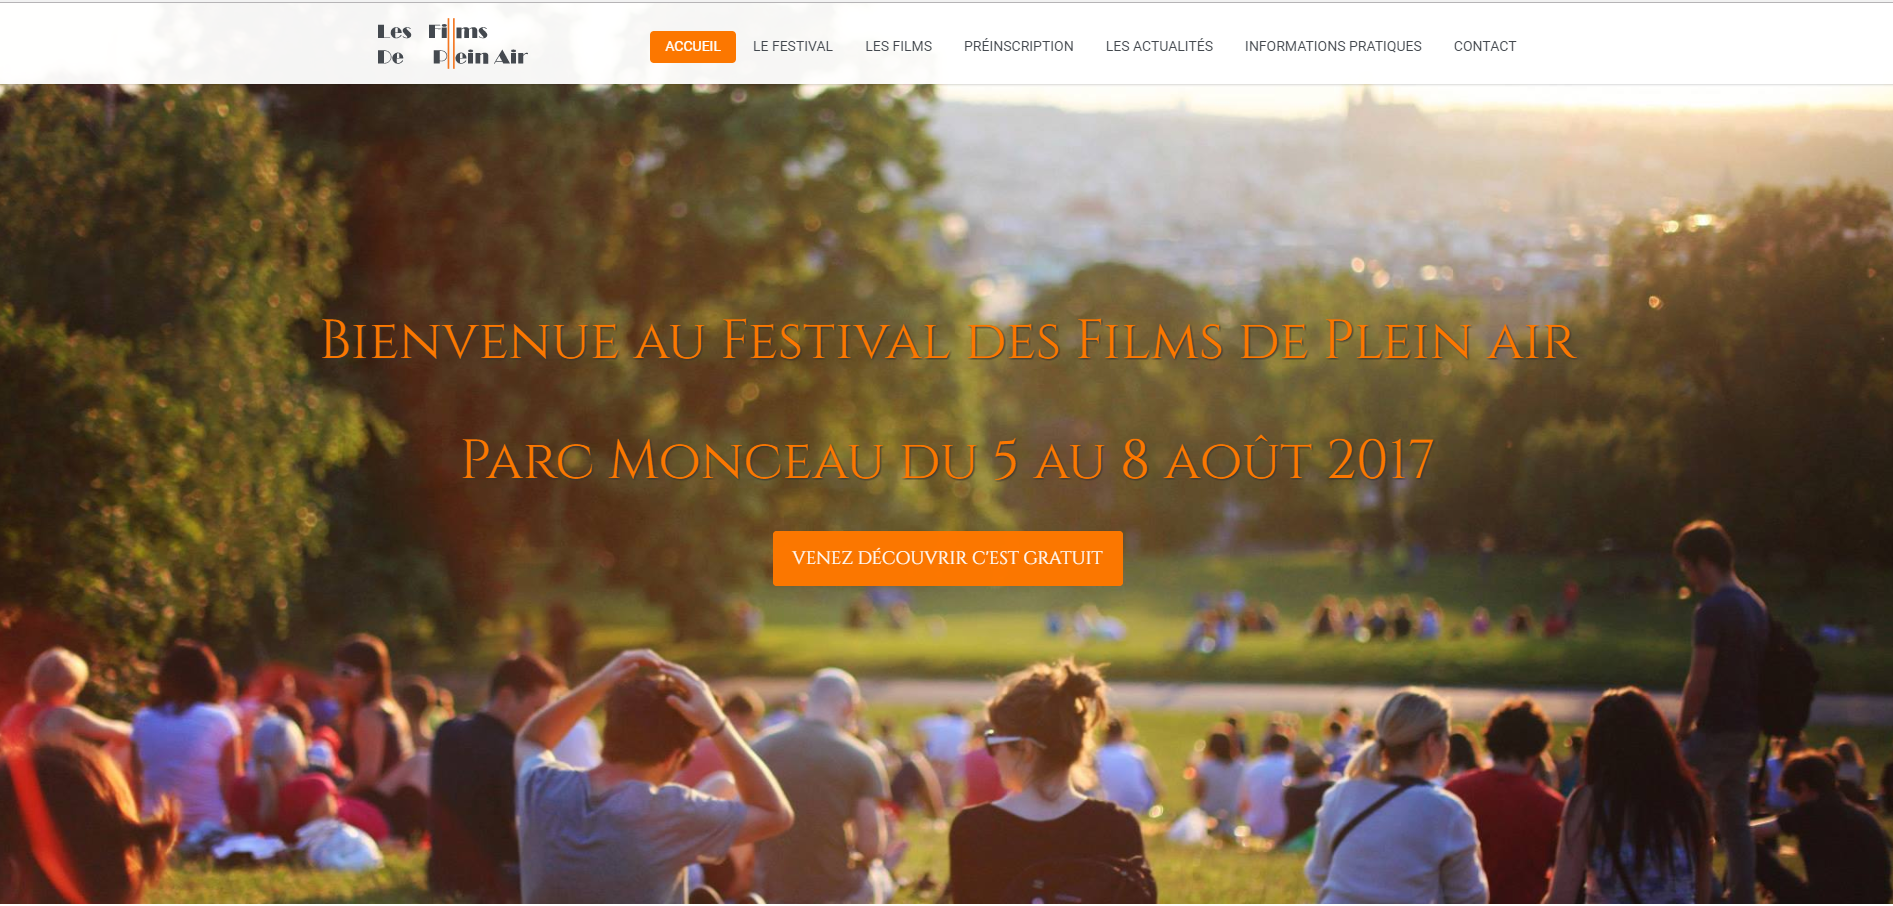 Les Films
De Plein Air
ACCUEIL LE FESTIVAL LES FILMS PRÉINSCRIPTION LES ACTUALITÉS INFORMATIONS PRATIQUES CONTACT
Bienvenue au Festival des Films de Plein air
Parc Monceau du 5 au 8 août 2017
VENEZ DÉCOUVRIR C'EST GRATUIT